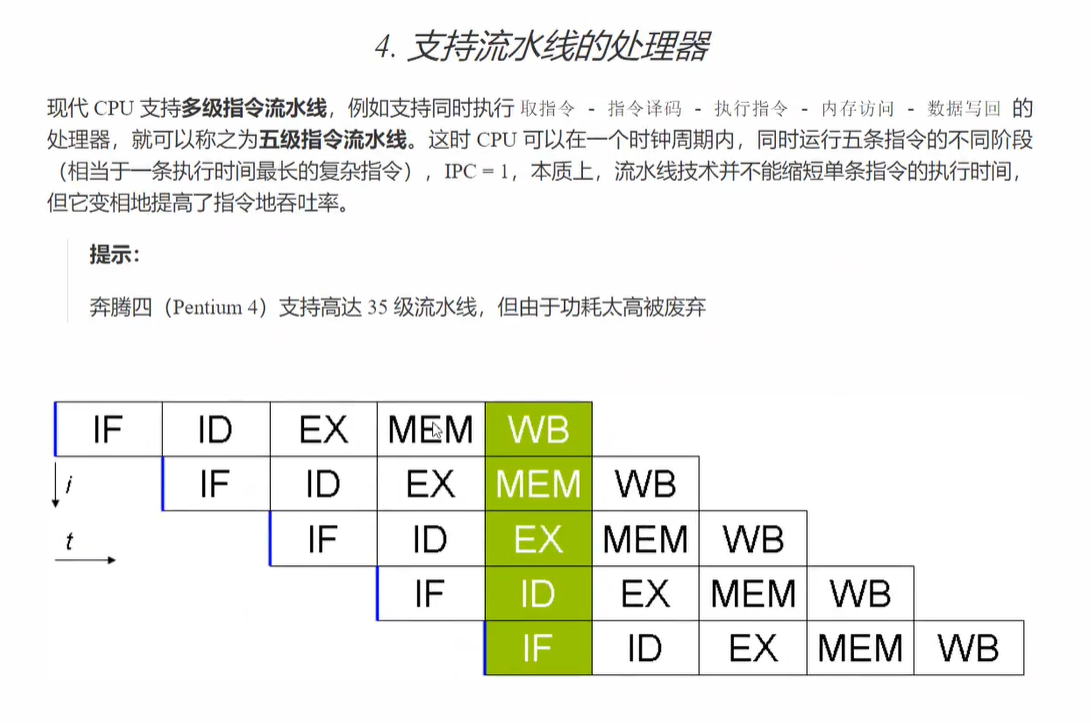 4. 支持流水线的处理器
现代 CPU 支持多级指令流水线，例如支持同时执行 取指令 - 指令译码 - 执行指令 - 内存访问 - 数据写回 的
处理器，就可以称之为五级指令流水线。这时 CPU 可以在一个时钟周期内，同时运行五条指令的不同阶段
（相当于一条执行时间最长的复杂指令），IPC = 1，本质上，流水线技术并不能缩短单条指令的执行时间，
但它变相地提高了指令地吞吐率。
提示：
奔腾四（Pentium 4）支持高达 35 级流水线，但由于功耗太高被废弃
IF ID EX MEM WB
i IF ID EX MEM WB
t IF ID EX MEM WB
IF ID EX MEM WB
IF ID EX MEM WB